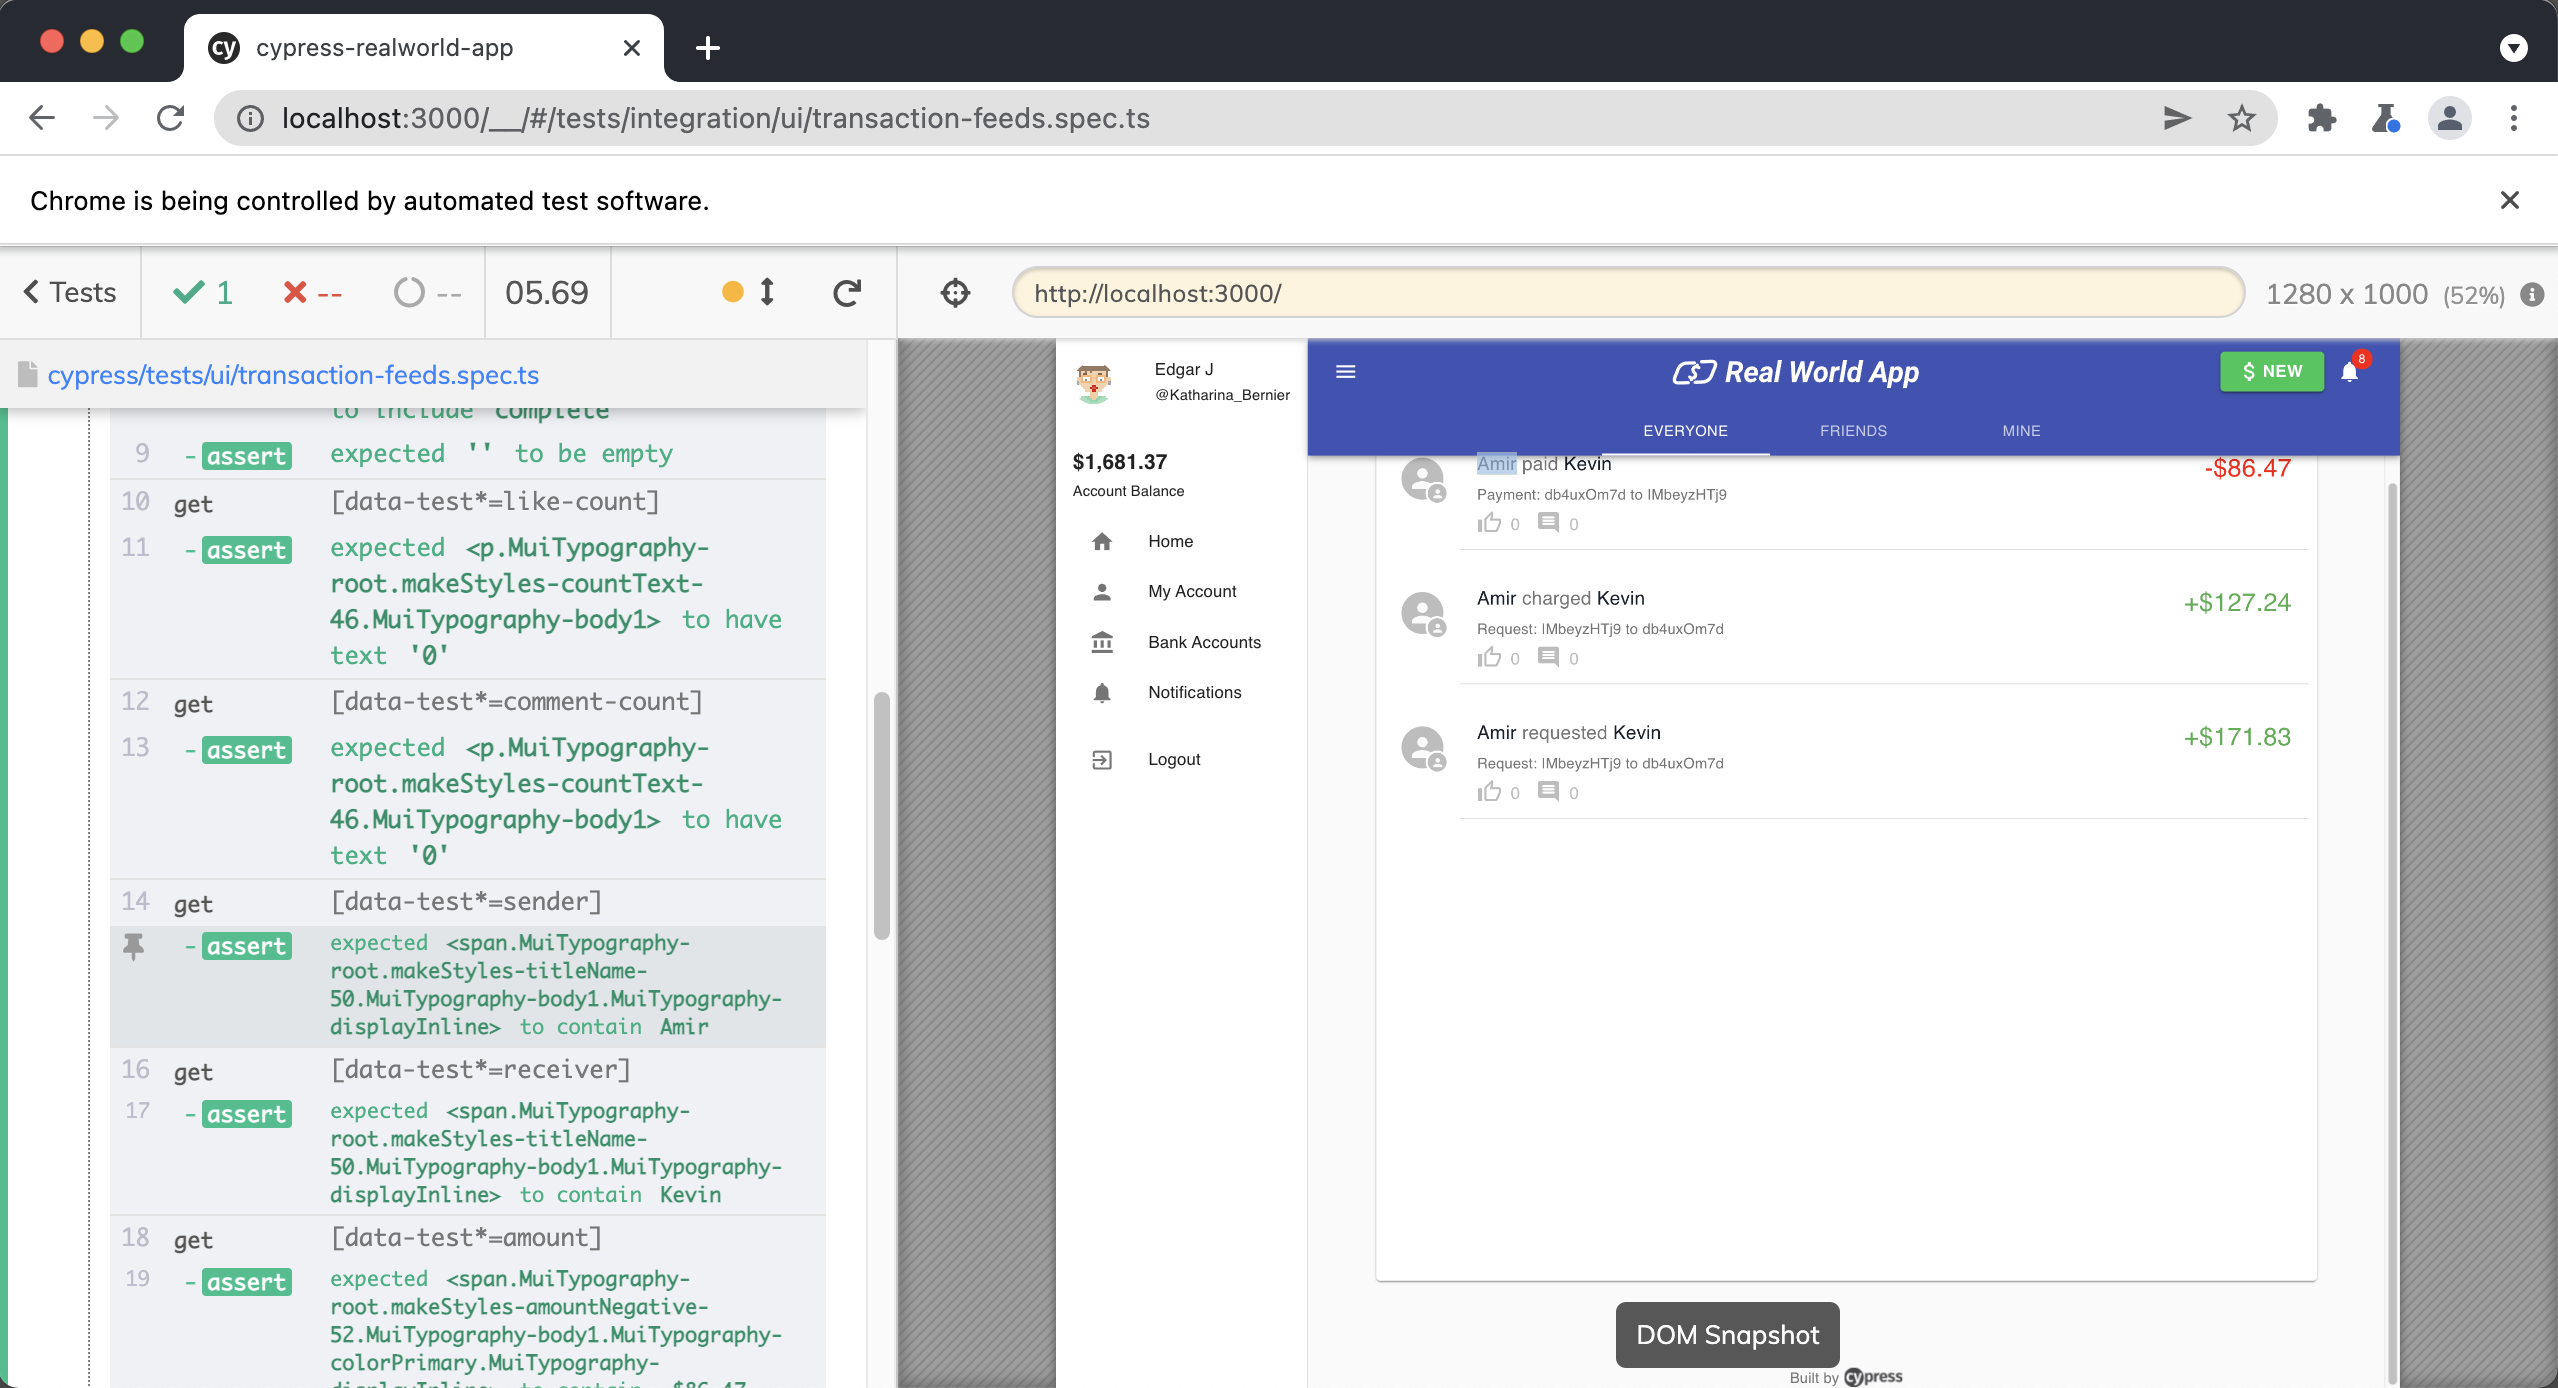 cypress-realworld-app
localhost:3000/__/#/tests/integration/ui/transaction-feeds.spec.ts
Chrome is being controlled by automated test software.
Tests 1 -- -- 05.69
http://localhost:3000/ 1280 x 1000 (52%)
cypress/tests/ui/transaction-feeds.spec.ts
to include complete
9 -assert expected '' to be empty
10 get [data-test*=like-count]
11 -assert expected <p.MuiTypography-
root.makeStyles-countText-
46.MuiTypography-body1> to have
text '0'
12 get [data-test*=comment-count]
13 -assert expected <p.MuiTypography-
root.makeStyles-countText-
46.MuiTypography-body1> to have
text '0'
14 get [data-test*=sender]
-assert expected <span.MuiTypography-
root.makeStyles-titleName-
50.MuiTypography-body1.MuiTypography-
displayInline> to contain Amir
16 get [data-test*=receiver]
17 -assert expected <span.MuiTypography-
root.makeStyles-titleName-
50.MuiTypography-body1.MuiTypography-
displayInline> to contain Kevin
18 get [data-test*=amount]
19 -assert expected <span.MuiTypography-
root.makeStyles-amountNegative-
52.MuiTypography-body1.MuiTypography-
colorPrimary.MuiTypography-
displayInline> to contain -$86.47
Edgar J
@Katharina_Bernier
$1,681.37
Account Balance
Home
My Account
Bank Accounts
Notifications
Logout
Real World App
$ NEW
8
EVERYONE FRIENDS MINE
Amir paid Kevin -$86.47
Payment: db4uxOm7d to IMbeyzHTj9
0 0
Amir charged Kevin +$127.24
Request: IMbeyzHTj9 to db4uxOm7d
0 0
Amir requested Kevin +$171.83
Request: IMbeyzHTj9 to db4uxOm7d
0 0
DOM Snapshot
Built by cypress